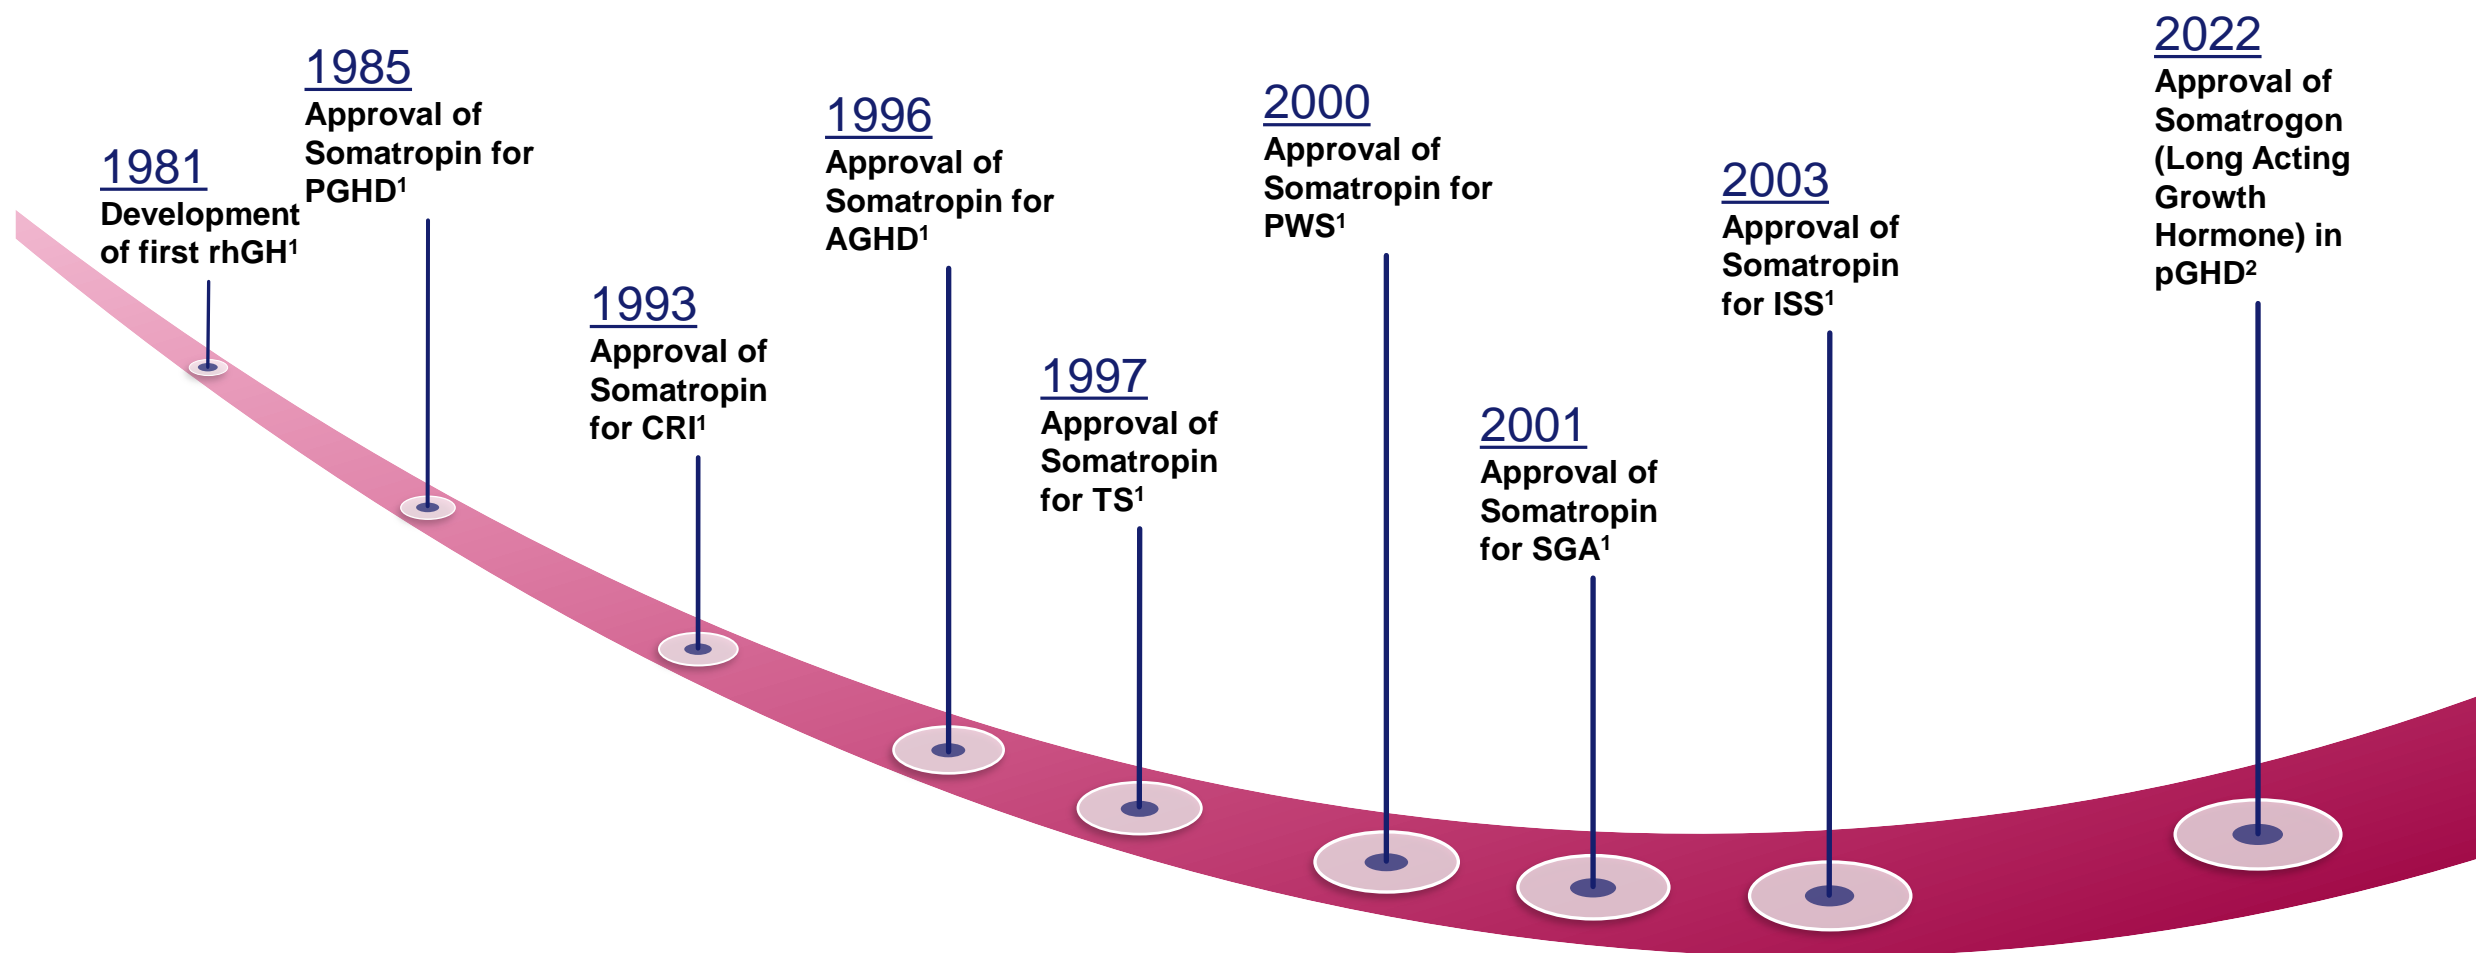 1981
Development
of first rhGH¹
1985
Approval of
Somatropin for
PGHD¹
1993
Approval of
Somatropin
for CRI¹
1996
Approval of
Somatropin for
AGHD¹
1997
Approval of
Somatropin
for TS¹
2000
Approval of
Somatropin for
PWS¹
2001
Approval of
Somatropin
for SGA¹
2003
Approval of
Somatropin
for ISS¹
2022
Approval of
Somatrogon
(Long Acting
Growth
Hormone) in
pGHD²